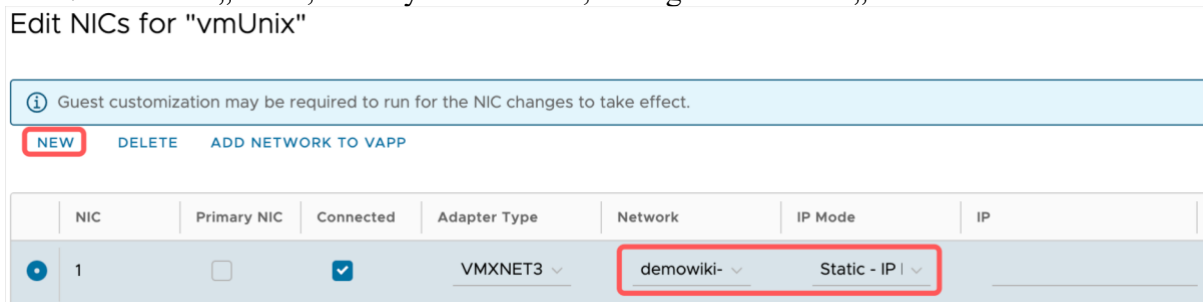 Edit NICs for "vmUnix"
Guest customization may be required to run for the NIC changes to take effect.
NEW DELETE ADD NETWORK TO VAPP
NIC Primary NIC Connected Adapter Type Network IP Mode IP
1 VMXNET3 demowiki- Static - IP